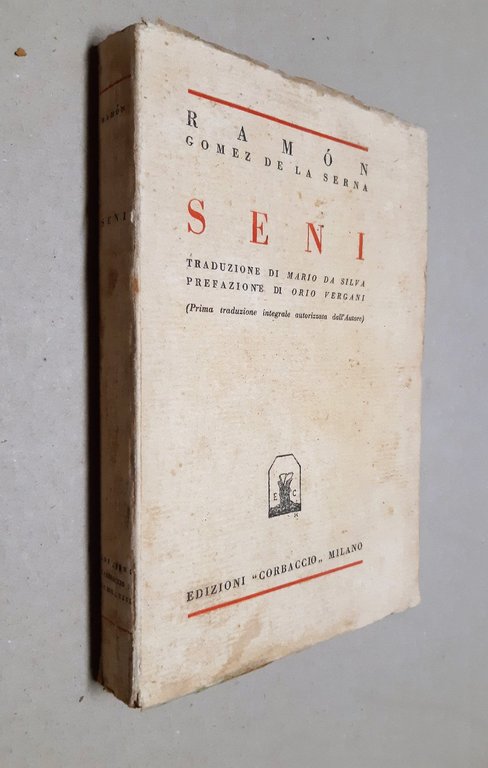 RAMÓN
GOMEZ DE LA SERNA
SENI
TRADUZIONE DI MARIO DA SILVA
PREFAZIONE DI ORIO VERGANI
(Prima traduzione integrale autorizzata dall'Autore)
E C
EDIZIONI "CORBACCIO„ MILANO
RAMÓN
SENI